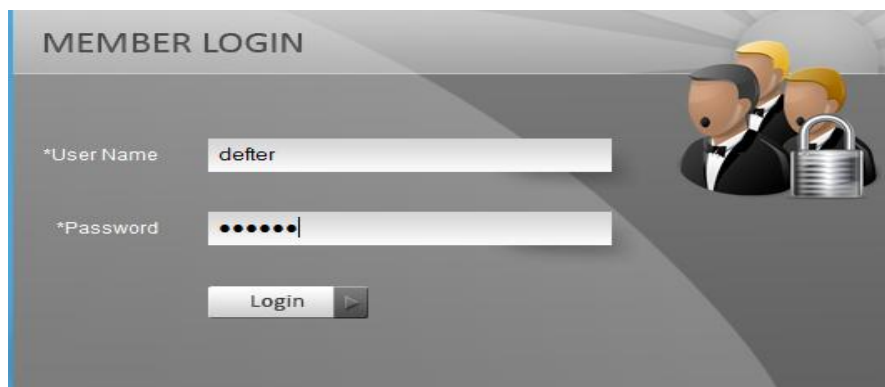 MEMBER LOGIN
*User Name defter
*Password ●●●●●●
Login